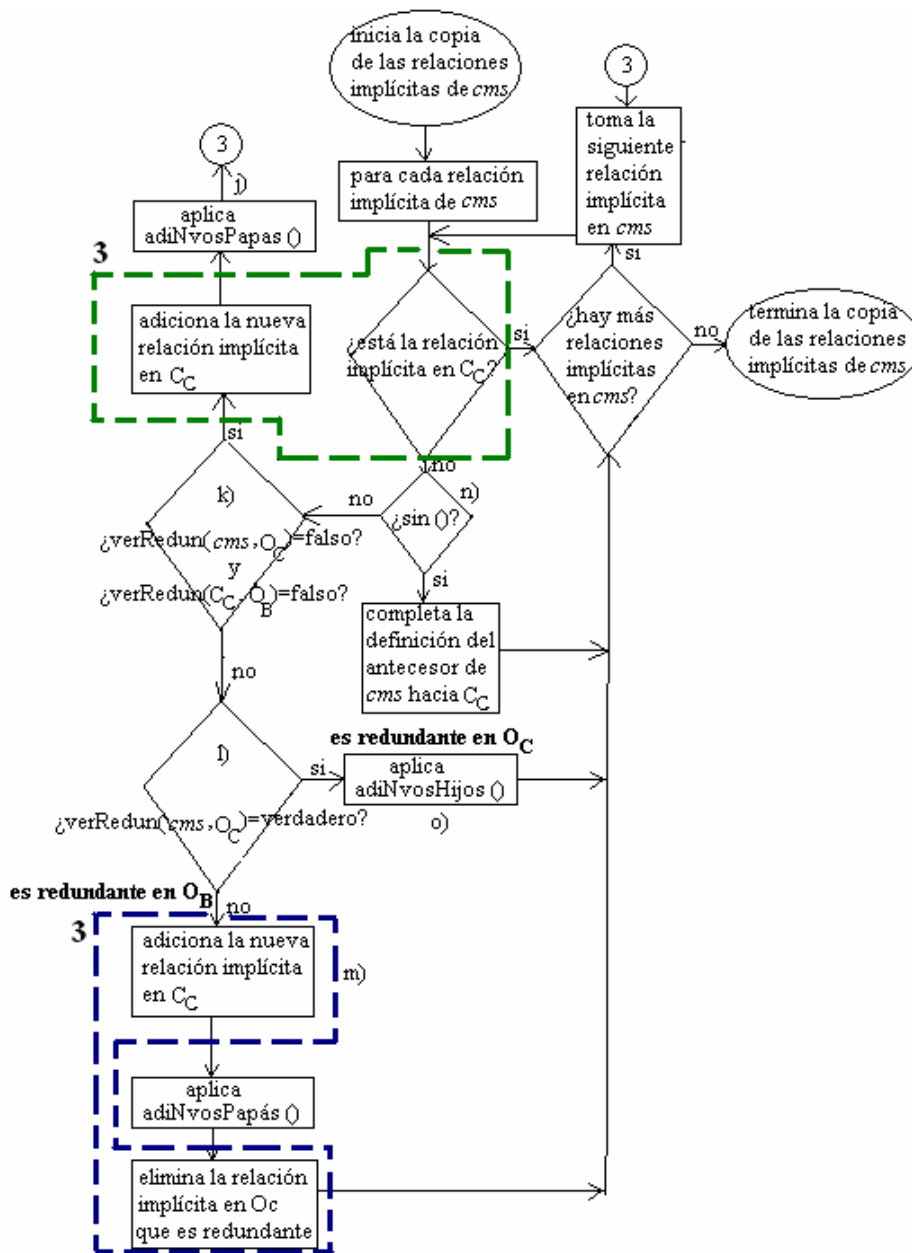 inicia la copia
de las relaciones
implícitas de cms
3
toma la
siguiente
relación
implícita
en cms
3
para cada relación
implícita de cms
j)
aplica
adiNvosPapas ()
3
si
adiciona la nueva
relación implícita
en CC
¿está la relación
implícita en CC?
si
¿hay más
relaciones
implícitas
en cms?
no
termina la copia
de las relaciones
implícitas de cms
si
no
n)
no
¿sin ()?
k)
¿verRedun(cms,OC)=falso?
y
¿verRedun(CC,OB)=falso?
si
completa la
definición del
antecesor de
cms hacia CC
no
es redundante en OC
l)
si
aplica
adiNvosHijos ()
¿verRedun(cms,OC)=verdadero?
o)
es redundante en OB
no
3
adiciona la nueva
relación implícita
en CC
m)
aplica
adiNvosPapás ()
elimina la relación
implícita en Oc
que es redundante